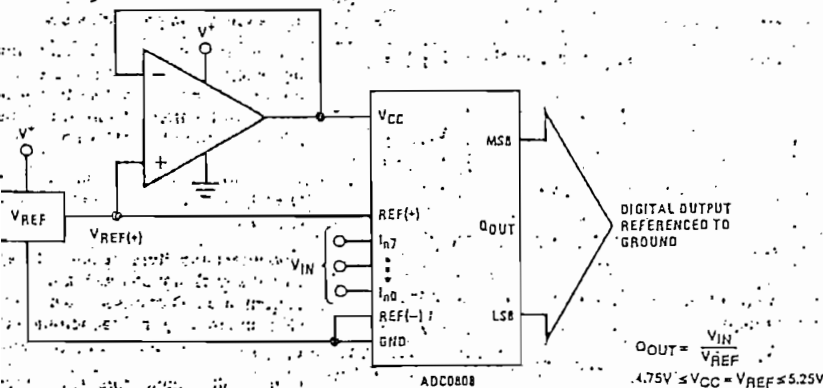 V+
−
+
V+
VREF
VREF(+)
VCC
MSB
REF(+)
QOUT
VIN
In7
In0
REF(−)
GND
LSB
ADC0808
DIGITAL OUTPUT
REFERENCED TO
GROUND
QOUT = VIN / VREF
4.75V ≤ VCC = VREF ≤ 5.25V